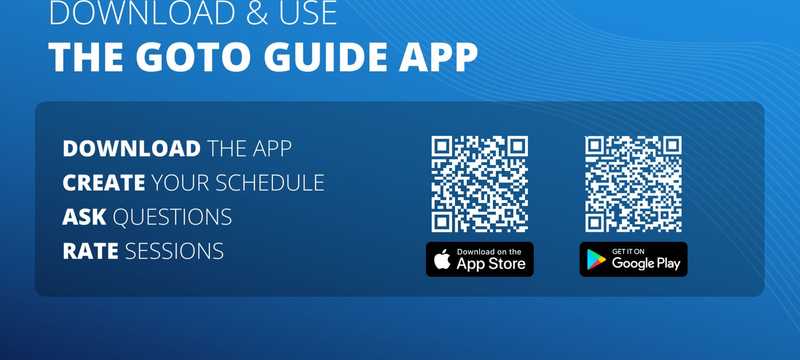 DOWNLOAD & USE
THE GOTO GUIDE APP
DOWNLOAD THE APP
CREATE YOUR SCHEDULE
ASK QUESTIONS
RATE SESSIONS
Download on the
App Store
GET IT ON
Google Play